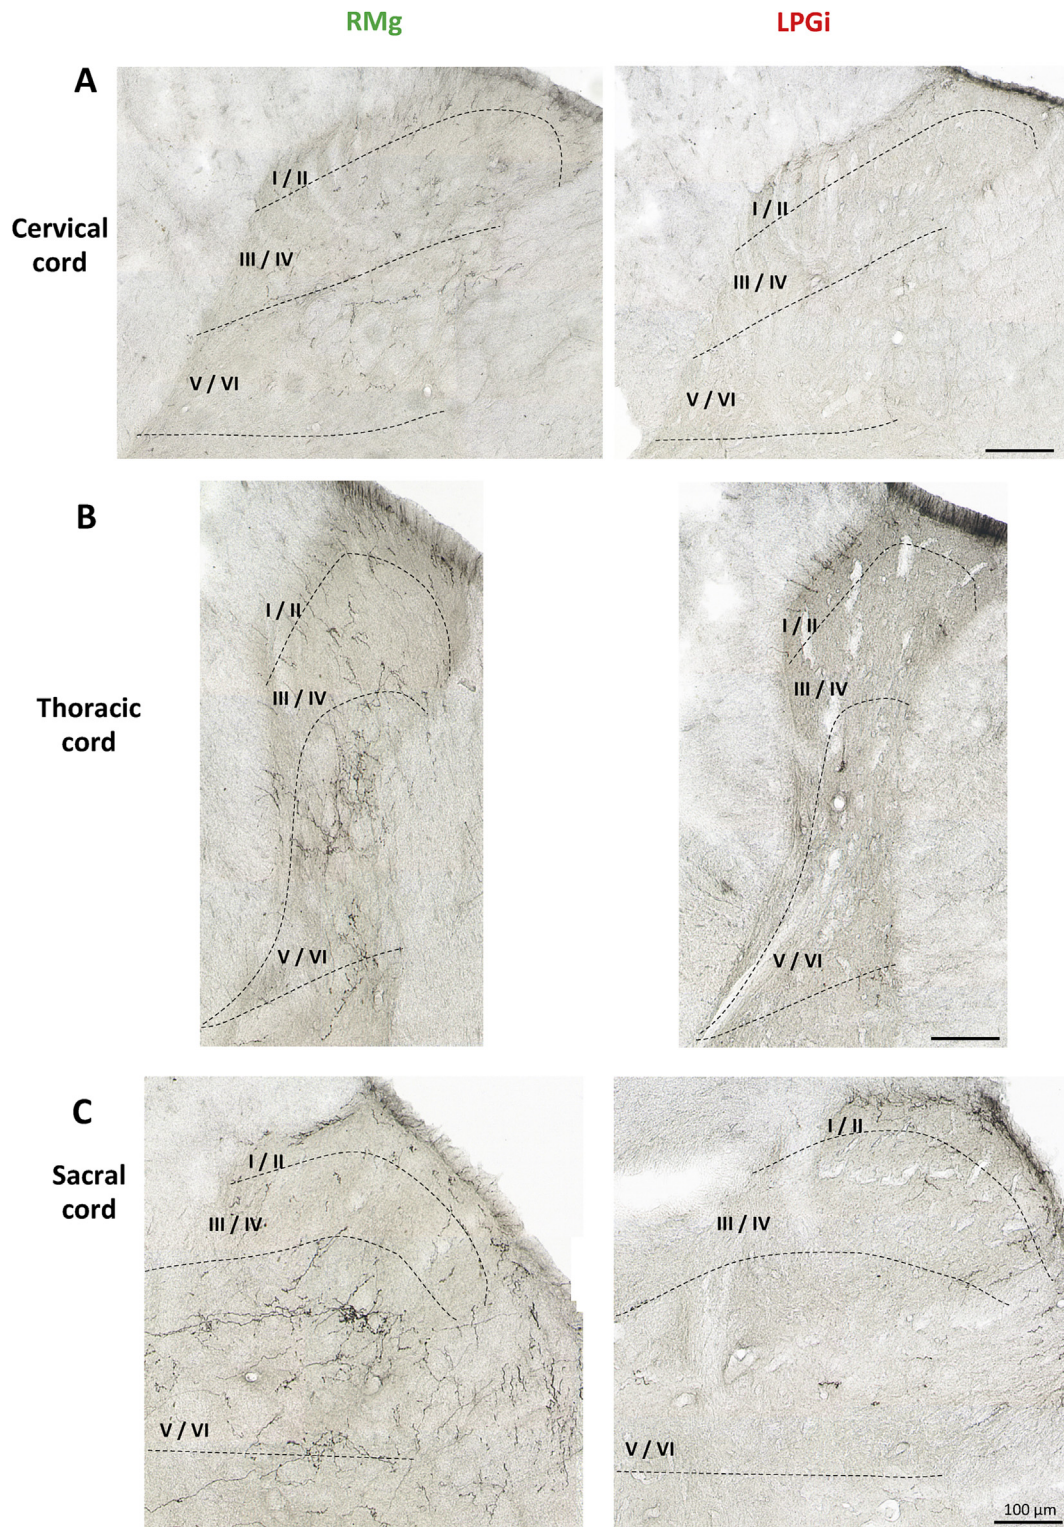 RMg
LPGi
A
I / II
III / IV
V / VI
I / II
III / IV
V / VI
Cervical
cord
B
I / II
III / IV
V / VI
I / II
III / IV
V / VI
Thoracic
cord
C
I / II
III / IV
V / VI
I / II
III / IV
V / VI
Sacral
cord
100 µm